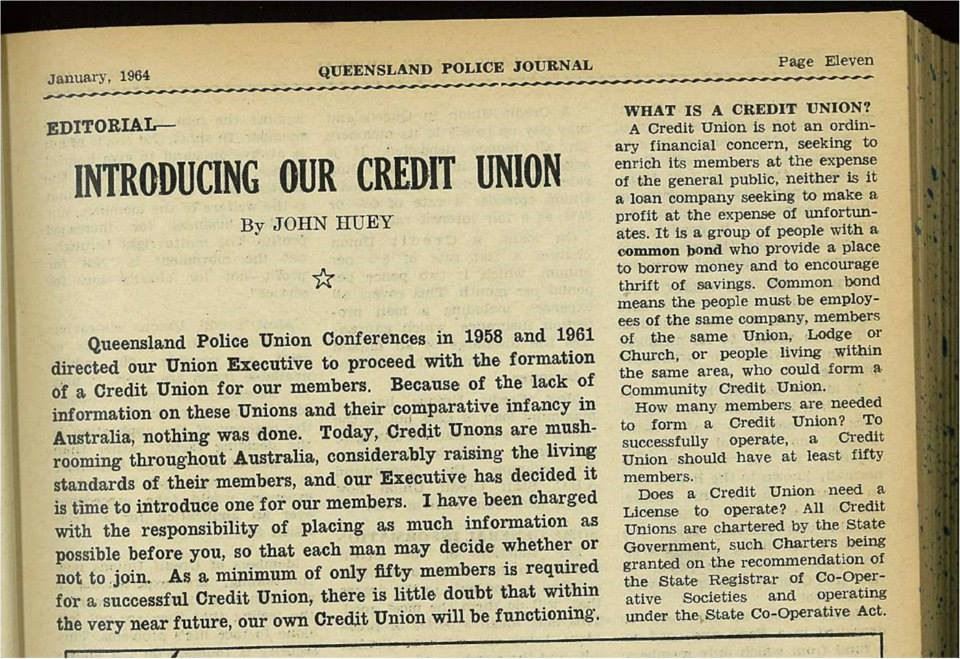 January, 1964
QUEENSLAND POLICE JOURNAL
Page Eleven
EDITORIAL—
INTRODUCING OUR CREDIT UNION
By JOHN HUEY
Queensland Police Union Conferences in 1958 and 1961
directed our Union Executive to proceed with the formation
of a Credit Union for our members. Because of the lack of
information on these Unions and their comparative infancy in
Australia, nothing was done. Today, Credit Unons are mush-
rooming throughout Australia, considerably raising the living
standards of their members, and our Executive has decided it
is time to introduce one for our members. I have been charged
with the responsibility of placing as much information as
possible before you, so that each man may decide whether or
not to join. As a minimum of only fifty members is required
for a successful Credit Union, there is little doubt that within
the very near future, our own Credit Union will be functioning.
WHAT IS A CREDIT UNION?
A Credit Union is not an ordin-
ary financial concern, seeking to
enrich its members at the expense
of the general public, neither is it
a loan company seeking to make a
profit at the expense of unfortun-
ates. It is a group of people with a
common bond who provide a place
to borrow money and to encourage
thrift of savings. Common bond
means the people must be employ-
ees of the same company, members
of the same Union, Lodge or
Church, or people living within
the same area, who could form a
Community Credit Union.
How many members are needed
to form a Credit Union? To
successfully operate, a Credit
Union should have at least fifty
members.
Does a Credit Union need a
License to operate? All Credit
Unions are chartered by the State
Government, such Charters being
granted on the recommendation of
the State Registrar of Co-Oper-
ative Societies and operating
under the State Co-Operative Act.